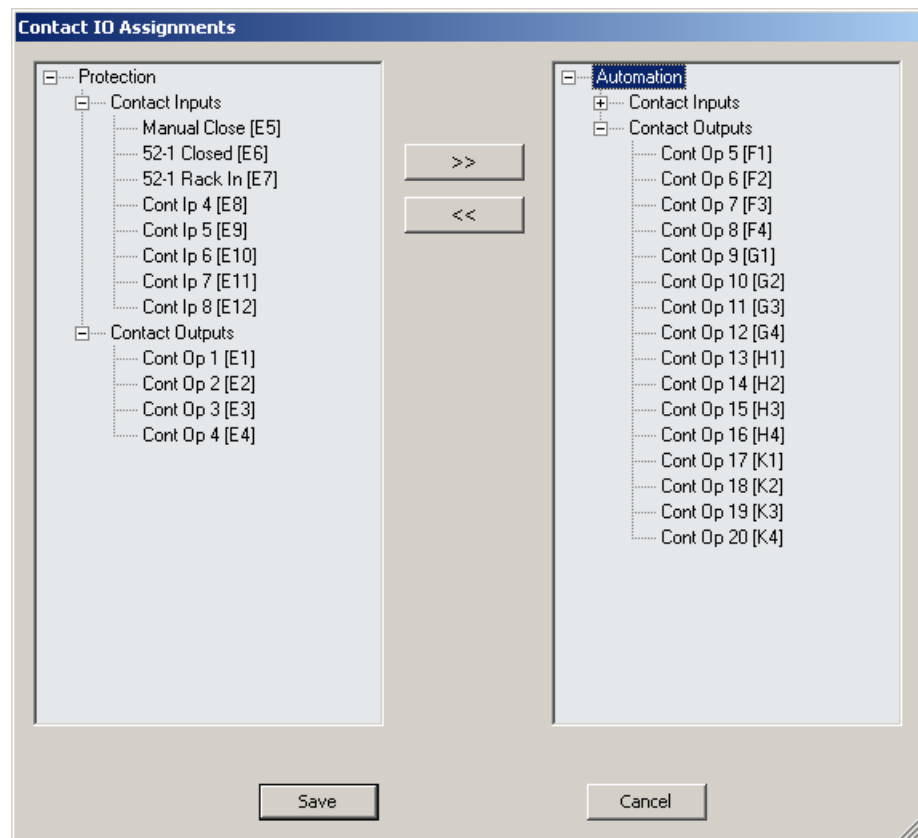 Contact IO Assignments
Protection
Contact Inputs
Manual Close [E5]
52-1 Closed [E6]
52-1 Rack In [E7]
Cont Ip 4 [E8]
Cont Ip 5 [E9]
Cont Ip 6 [E10]
Cont Ip 7 [E11]
Cont Ip 8 [E12]
Contact Outputs
Cont Op 1 [E1]
Cont Op 2 [E2]
Cont Op 3 [E3]
Cont Op 4 [E4]
>>
<<
Automation
Contact Inputs
Contact Outputs
Cont Op 5 [F1]
Cont Op 6 [F2]
Cont Op 7 [F3]
Cont Op 8 [F4]
Cont Op 9 [G1]
Cont Op 10 [G2]
Cont Op 11 [G3]
Cont Op 12 [G4]
Cont Op 13 [H1]
Cont Op 14 [H2]
Cont Op 15 [H3]
Cont Op 16 [H4]
Cont Op 17 [K1]
Cont Op 18 [K2]
Cont Op 19 [K3]
Cont Op 20 [K4]
Save
Cancel